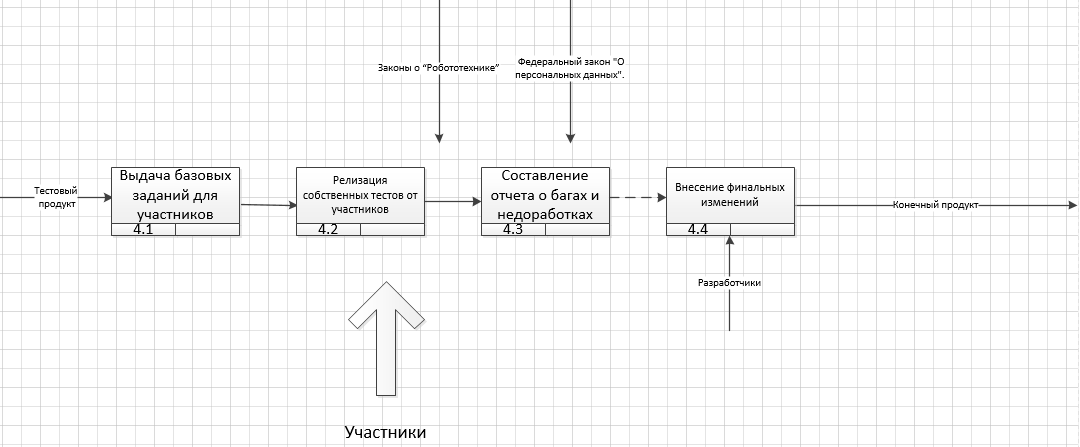 Законы о “Робототехнике”
Федеральный закон "О
персональных данных".
Тестовый
продукт
Выдача базовых
заданий для
участников
4.1
Релизация
собственных тестов от
участников
4.2
Составление
отчета о багах и
недоработках
4.3
Внесение финальных
изменений
4.4
Конечный продукт
Разработчики
Участники